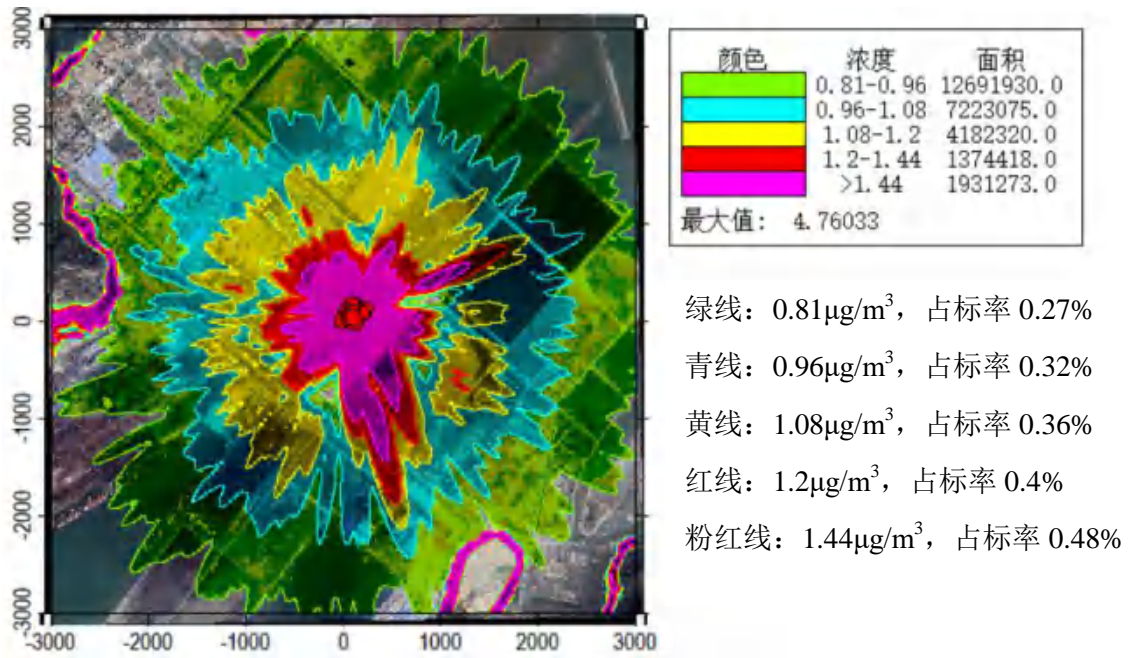 3000
2000
1000
0
-1000
-2000
-3000
-3000 -2000 -1000 0 1000 2000 3000
颜色 浓度 面积
0.81-0.96 12691930.0
0.96-1.08 7223075.0
1.08-1.2 4182320.0
1.2-1.44 1374418.0
>1.44 1931273.0
最大值: 4.76033
绿线：0.81μg/m³，占标率 0.27%
青线：0.96μg/m³，占标率 0.32%
黄线：1.08μg/m³，占标率 0.36%
红线：1.2μg/m³，占标率 0.4%
粉红线：1.44μg/m³，占标率 0.48%